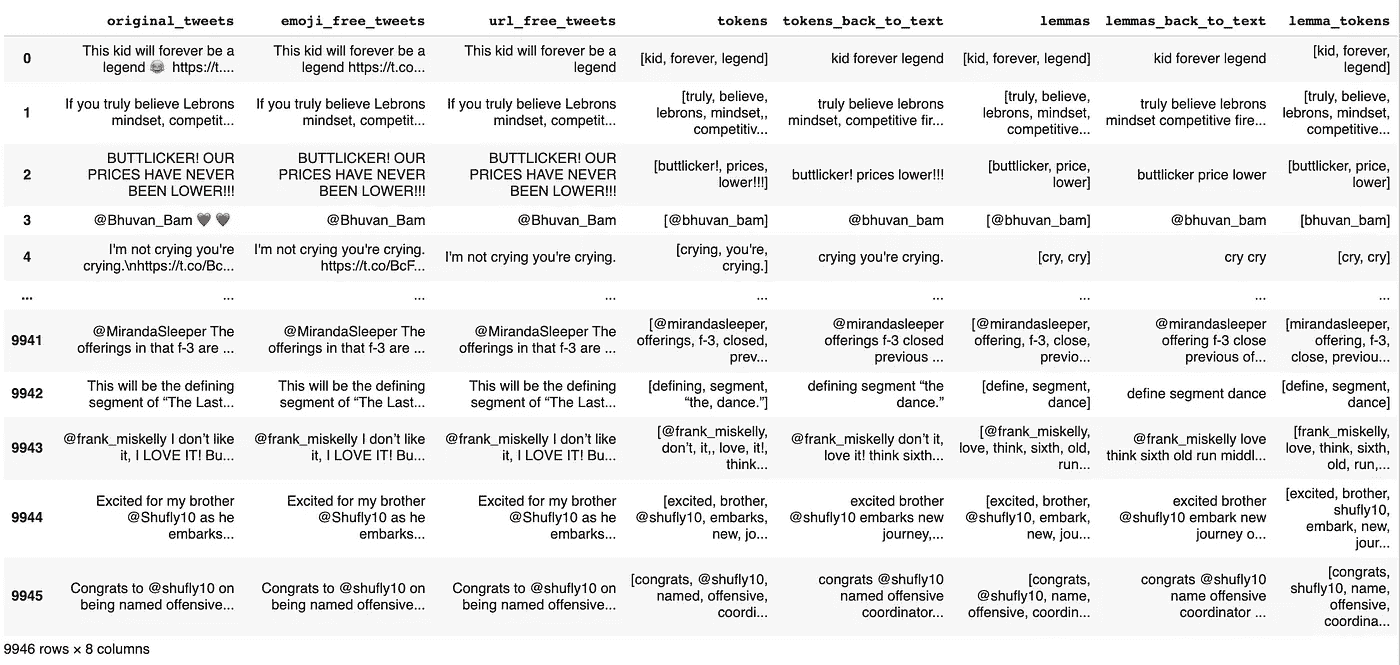 original_tweets emoji_free_tweets url_free_tweets tokens tokens_back_to_text lemmas lemmas_back_to_text lemma_tokens
0
This kid will forever be a
legend 😂 https://t....
This kid will forever be a
legend https://t.co...
This kid will forever be a
legend
[kid, forever, legend]
kid forever legend
[kid, forever, legend]
kid forever legend
[kid, forever,
legend]
1
If you truly believe Lebrons
mindset, competit...
If you truly believe Lebrons
mindset, competit...
If you truly believe Lebrons
mindset, competit...
[truly, believe,
lebrons, mindset,,
competitiv...
truly believe lebrons
mindset, competitive fir...
[truly, believe,
lebrons, mindset,
competitive...
truly believe lebrons
mindset competitive fire...
[truly, believe,
lebrons, mindset,
competitive...
2
BUTTLICKER! OUR
PRICES HAVE NEVER
BEEN LOWER!!!
BUTTLICKER! OUR
PRICES HAVE NEVER
BEEN LOWER!!!
BUTTLICKER! OUR
PRICES HAVE NEVER
BEEN LOWER!!!
[buttlicker!, prices,
lower!!!]
buttlicker! prices lower!!!
[buttlicker, price,
lower]
buttlicker price lower
[buttlicker, price,
lower]
3
@Bhuvan_Bam 🖤 🖤
@Bhuvan_Bam
@Bhuvan_Bam
[@bhuvan_bam]
@bhuvan_bam
[@bhuvan_bam]
@bhuvan_bam
[bhuvan_bam]
4
I'm not crying you're
crying.\nhttps://t.co/Bc...
I'm not crying you're crying.
https://t.co/BcF...
I'm not crying you're crying.
[crying, you're,
crying.]
crying you're crying.
[cry, cry]
cry cry
[cry, cry]
... ... ... ... ... ... ... ... ...
9941
@MirandaSleeper The
offerings in that f-3 are ...
@MirandaSleeper The
offerings in that f-3 are ...
@MirandaSleeper The
offerings in that f-3 are ...
[@mirandasleeper,
offerings, f-3, closed,
prev...
@mirandasleeper
offerings f-3 closed
previous ...
[@mirandasleeper,
offering, f-3, close,
previo...
@mirandasleeper
offering f-3 close
previous of...
[mirandasleeper,
offering, f-3,
close, previou...
9942
This will be the defining
segment of “The Last...
This will be the defining
segment of “The Last...
This will be the defining
segment of “The Last...
[defining, segment,
“the, dance.”]
defining segment “the
dance.”
[define, segment,
dance]
define segment dance
[define, segment,
dance]
9943
@frank_miskelly I don’t like
it, I LOVE IT! Bu...
@frank_miskelly I don’t like
it, I LOVE IT! Bu...
@frank_miskelly I don’t like
it, I LOVE IT! Bu...
[@frank_miskelly,
don’t, it,, love, it!,
think...
@frank_miskelly don’t it,
love it! think sixth...
[@frank_miskelly,
love, think, sixth, old,
run...
@frank_miskelly love
think sixth old run middl...
[frank_miskelly,
love, think, sixth,
old, run,...
9944
Excited for my brother
@Shufly10 as he
embarks...
Excited for my brother
@Shufly10 as he
embarks...
Excited for my brother
@Shufly10 as he
embarks...
[excited, brother,
@shufly10, embarks,
new, jo...
excited brother
@shufly10 embarks new
journey,...
[excited, brother,
@shufly10, embark,
new, jou...
excited brother
@shufly10 embark new
journey o...
[excited, brother,
shufly10,
embark, new,
jour...
9945
Congrats to @shufly10 on
being named offensive...
Congrats to @shufly10 on
being named offensive...
Congrats to @shufly10 on
being named offensive...
[congrats, @shufly10,
named, offensive,
coordi...
congrats @shufly10
named offensive
coordinator...
[congrats,
@shufly10, name,
offensive, coordin...
congrats @shufly10
name offensive
coordinator ...
[congrats,
shufly10, name,
offensive,
coordina...
9946 rows × 8 columns